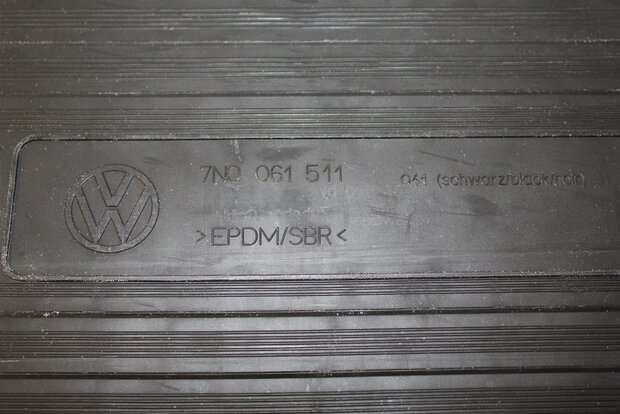 7N0 061 511
041 (schwarz/black/noir)
>EPDM/SBR<